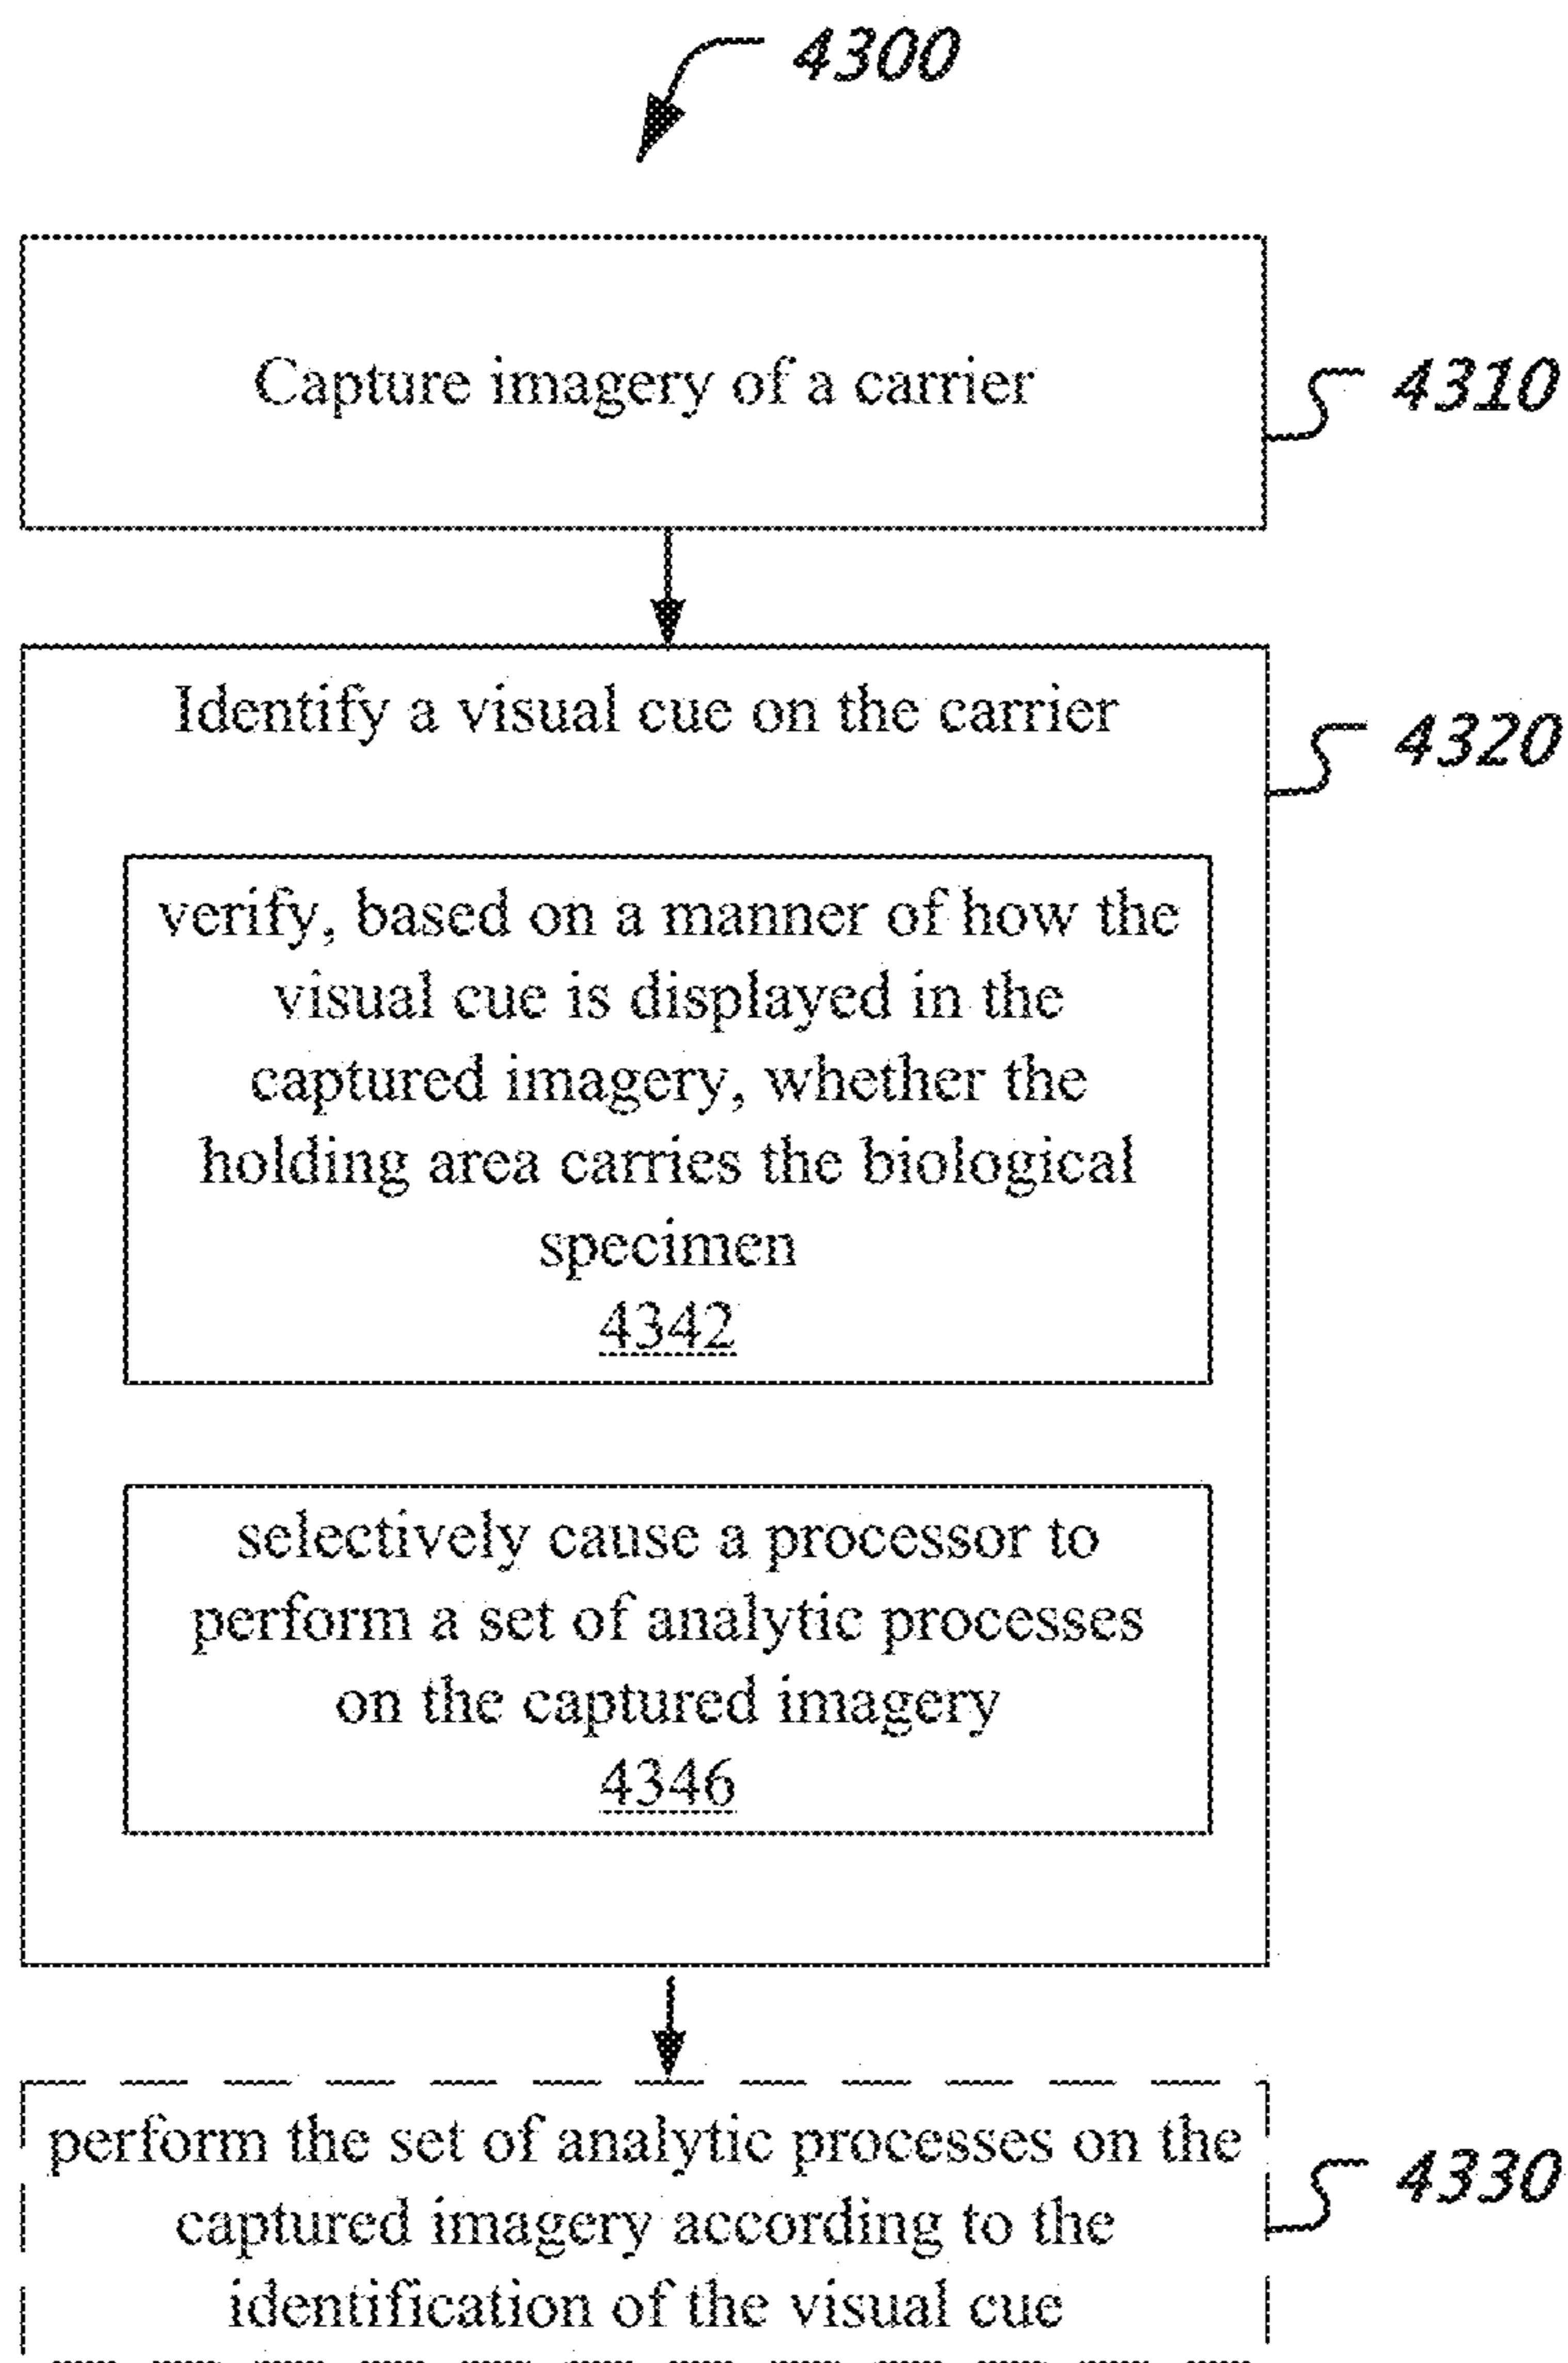 4300
Capture imagery of a carrier
4310
Identify a visual cue on the carrier
4320
verify, based on a manner of how the
visual cue is displayed in the
captured imagery, whether the
holding area carries the biological
specimen
4342
selectively cause a processor to
perform a set of analytic processes
on the captured imagery
4346
perform the set of analytic processes on the
captured imagery according to the
identification of the visual cue
4330